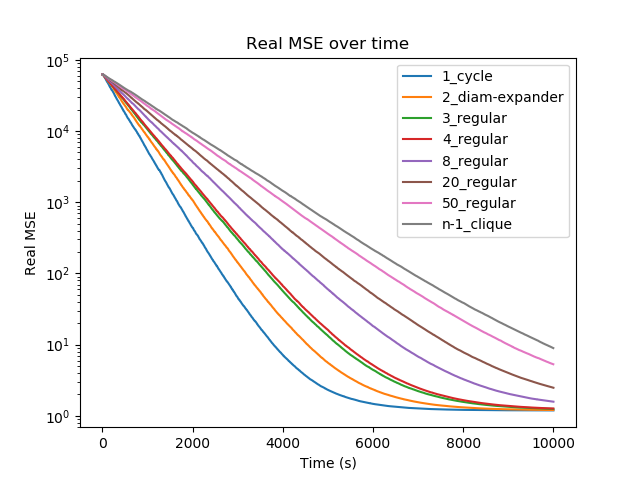 Real MSE over time
Real MSE
10^5
10^4
10^3
10^2
10^1
10^0
1_cycle
2_diam-expander
3_regular
4_regular
8_regular
20_regular
50_regular
n-1_clique
0 2000 4000 6000 8000 10000
Time (s)